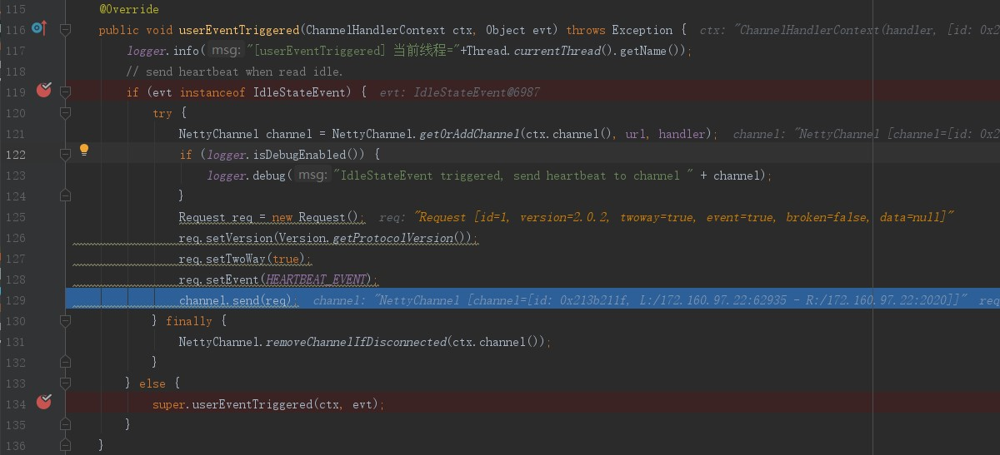 115 @Override
116 public void userEventTriggered(ChannelHandlerContext ctx, Object evt) throws Exception { ctx: "ChannelHandlerContext(handler, [id: 0x2
117 logger.info( msg: "[userEventTriggered] 当前线程="+Thread.currentThread().getName());
118 // send heartbeat when read idle.
119 if (evt instanceof IdleStateEvent) { evt: IdleStateEvent@6987
120 try {
121 NettyChannel channel = NettyChannel.getOrAddChannel(ctx.channel(), url, handler); channel: "NettyChannel [channel=[id: 0x2
122 if (logger.isDebugEnabled()) {
123 logger.debug( msg: "IdleStateEvent triggered, send heartbeat to channel " + channel);
124 }
125 Request req = new Request(); req: "Request [id=1, version=2.0.2, twoway=true, event=true, broken=false, data=null]"
126 req.setVersion(Version.getProtocolVersion());
127 req.setTwoWay(true);
128 req.setEvent(HEARTBEAT_EVENT);
129 channel.send(req); channel: "NettyChannel [channel=[id: 0x213b211f, L:/172.160.97.22:62935 - R:/172.160.97.22:2020]]" req
130 } finally {
131 NettyChannel.removeChannelIfDisconnected(ctx.channel());
132 }
133 } else {
134 super.userEventTriggered(ctx, evt);
135 }
136 }